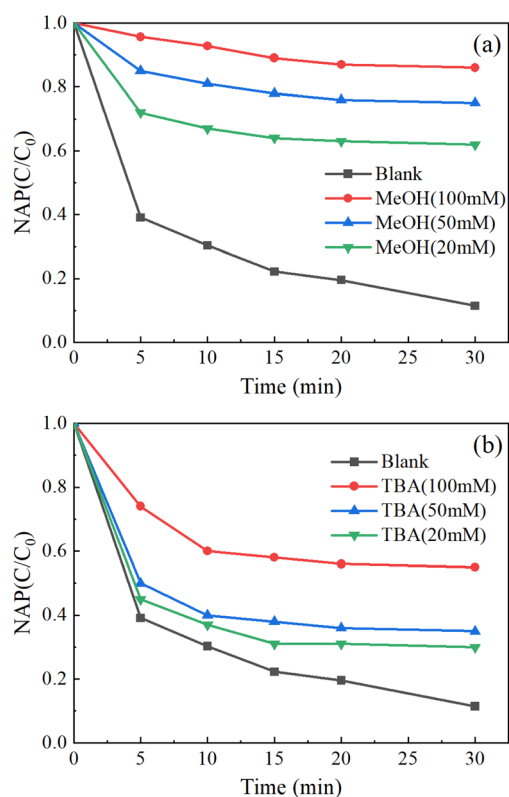 (a)
NAP(C/C₀)
1.0
0.8
0.6
0.4
0.2
0.0
Blank
MeOH(100mM)
MeOH(50mM)
MeOH(20mM)
0 5 10 15 20 25 30
Time (min)
(b)
NAP(C/C₀)
1.0
0.8
0.6
0.4
0.2
0.0
Blank
TBA(100mM)
TBA(50mM)
TBA(20mM)
0 5 10 15 20 25 30
Time (min)